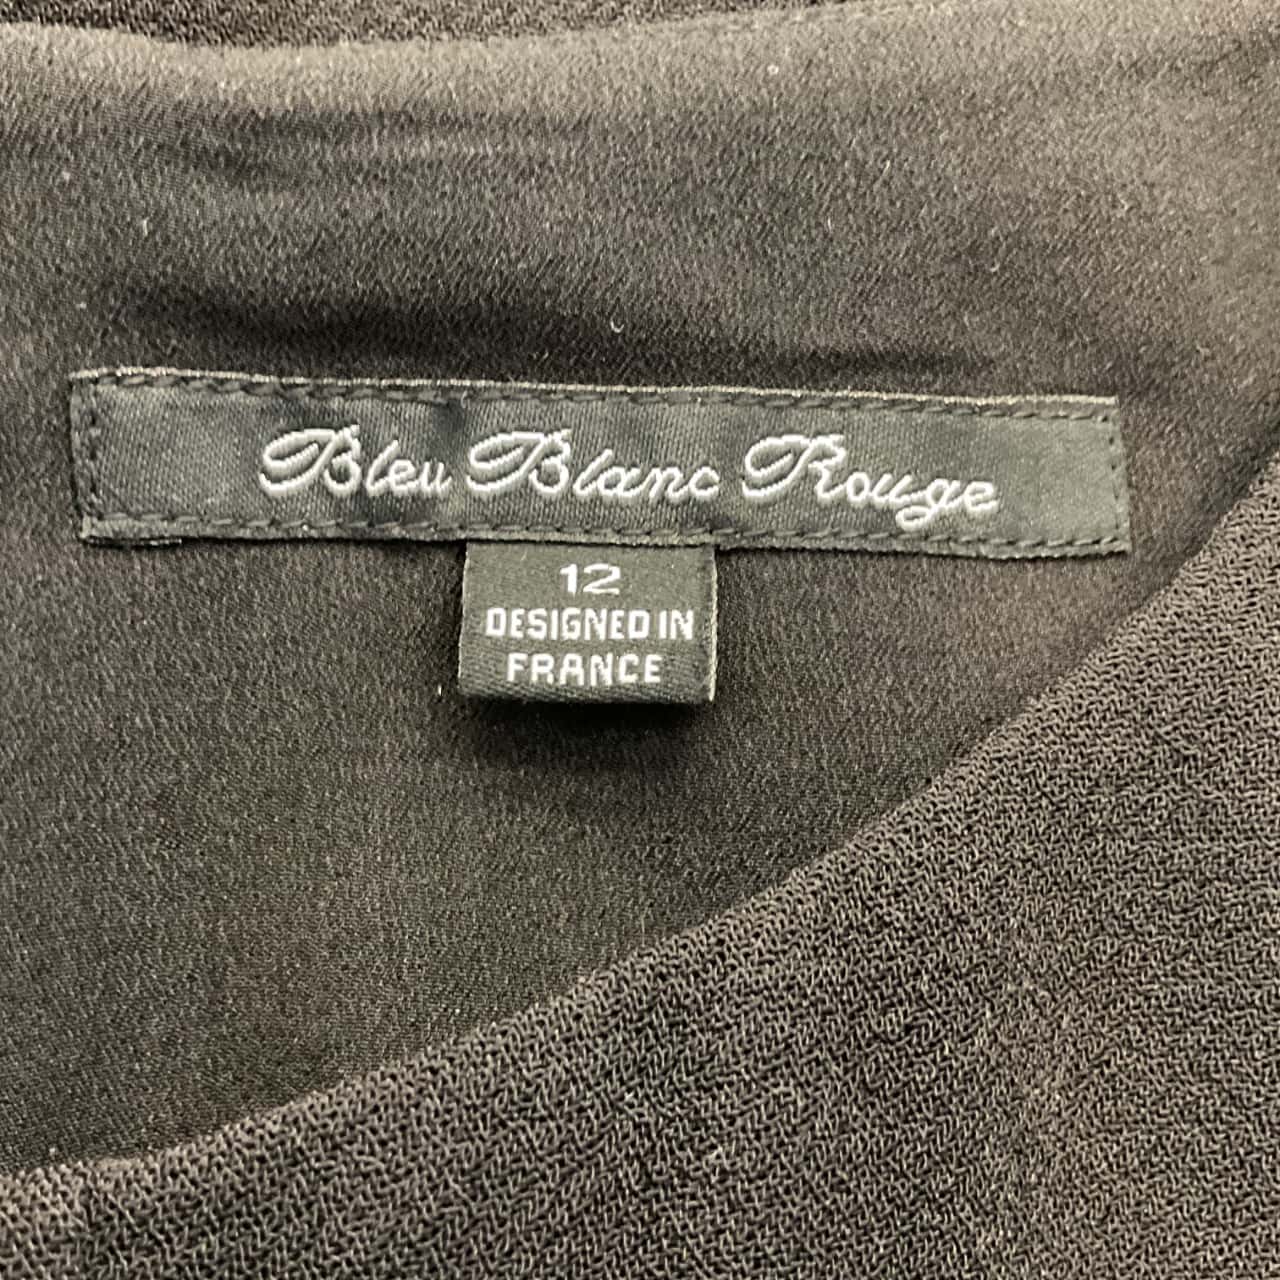 Bleu Blanc Rouge
12
DESIGNED IN
FRANCE